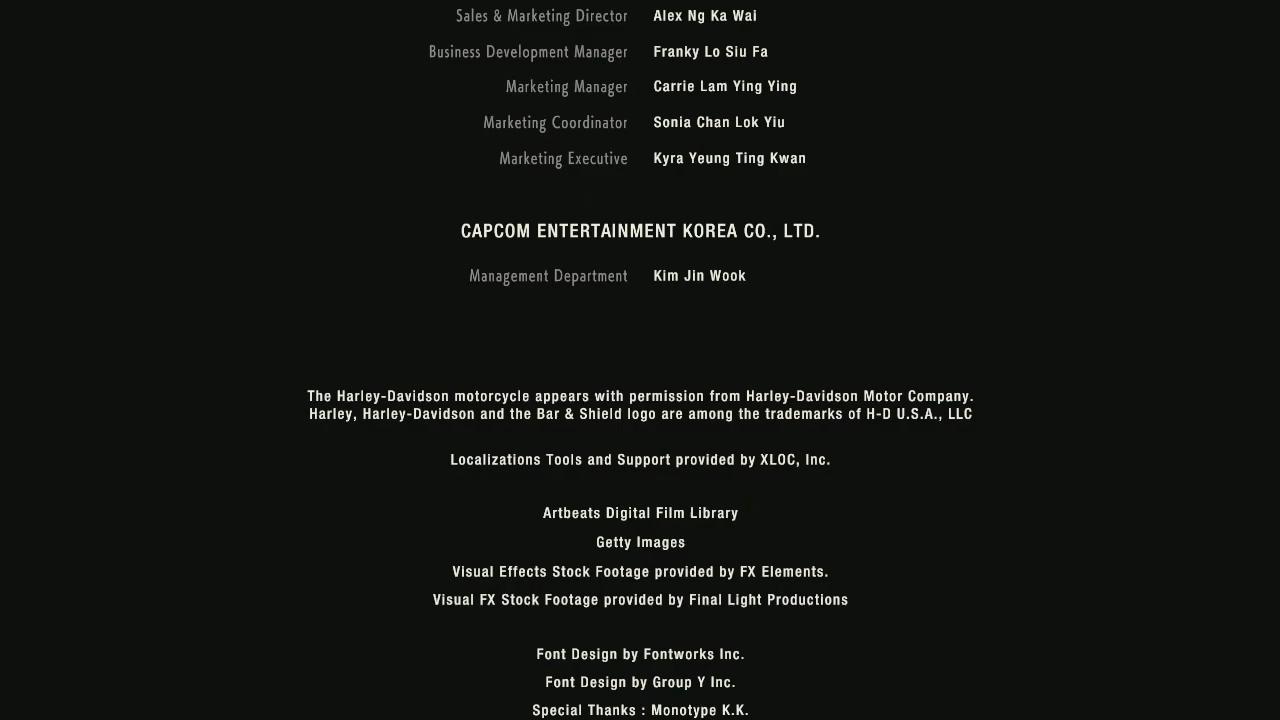 Sales & Marketing Director Alex Ng Ka Wai
Business Development Manager Franky Lo Siu Fa
Marketing Manager Carrie Lam Ying Ying
Marketing Coordinator Sonia Chan Lok Yiu
Marketing Executive Kyra Yeung Ting Kwan
CAPCOM ENTERTAINMENT KOREA CO., LTD.
Management Department Kim Jin Wook
The Harley-Davidson motorcycle appears with permission from Harley-Davidson Motor Company.
Harley, Harley-Davidson and the Bar & Shield logo are among the trademarks of H-D U.S.A., LLC
Localizations Tools and Support provided by XLOC, Inc.
Artbeats Digital Film Library
Getty Images
Visual Effects Stock Footage provided by FX Elements.
Visual FX Stock Footage provided by Final Light Productions
Font Design by Fontworks Inc.
Font Design by Group Y Inc.
Special Thanks : Monotype K.K.